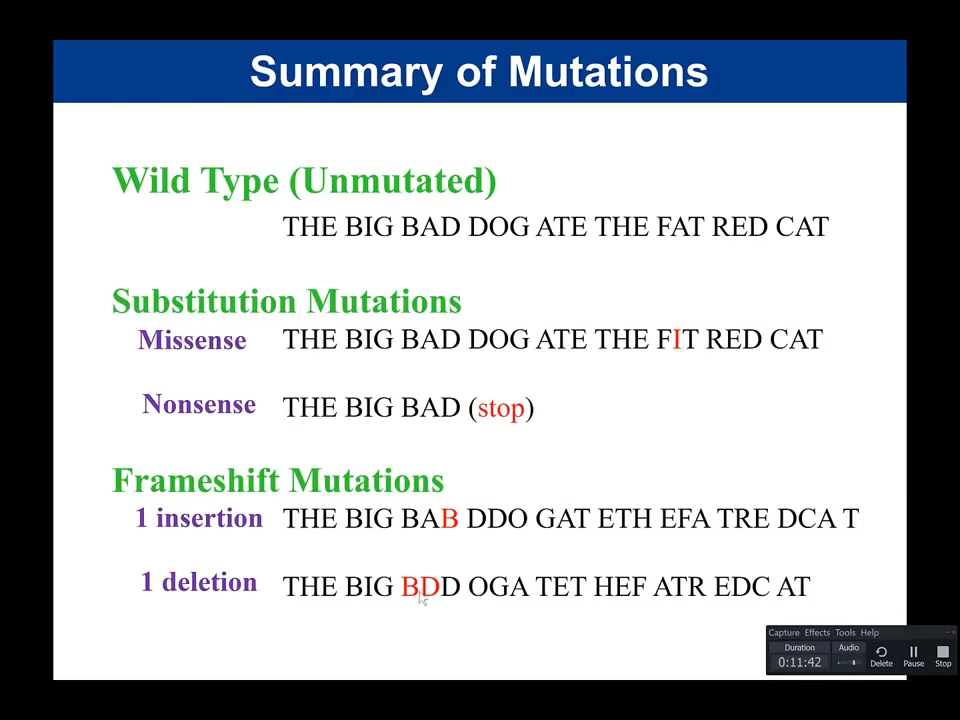 Summary of Mutations
Wild Type (Unmutated)
THE BIG BAD DOG ATE THE FAT RED CAT
Substitution Mutations
Missense THE BIG BAD DOG ATE THE FIT RED CAT
Nonsense THE BIG BAD (stop)
Frameshift Mutations
1 insertion THE BIG BAB DDO GAT ETH EFA TRE DCA T
1 deletion THE BIG BDD OGA TET HEF ATR EDC AT
Capture Effects Tools Help
Duration Audio
0:11:42 Delete Pause Stop